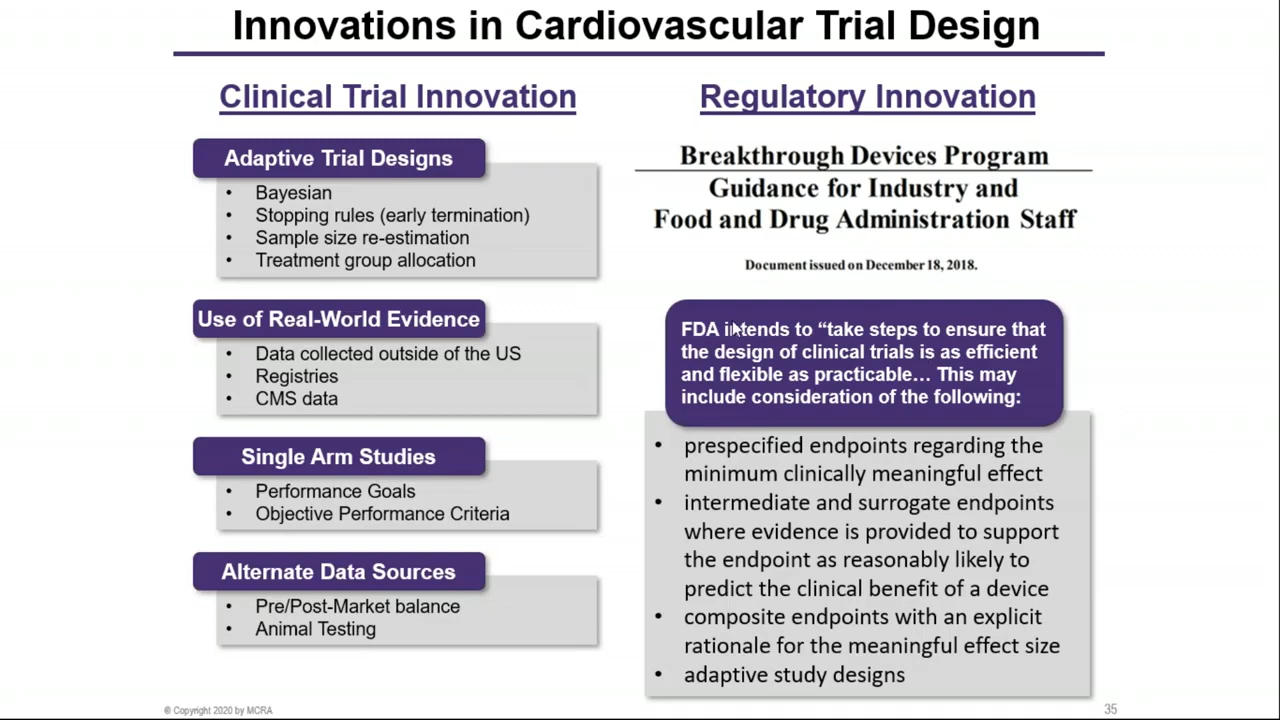 Innovations in Cardiovascular Trial Design
Clinical Trial Innovation
Adaptive Trial Designs
• Bayesian
• Stopping rules (early termination)
• Sample size re-estimation
• Treatment group allocation
Use of Real-World Evidence
• Data collected outside of the US
• Registries
• CMS data
Single Arm Studies
• Performance Goals
• Objective Performance Criteria
Alternate Data Sources
• Pre/Post-Market balance
• Animal Testing
Regulatory Innovation
Breakthrough Devices Program
Guidance for Industry and
Food and Drug Administration Staff
Document issued on December 18, 2018.
FDA intends to “take steps to ensure that
the design of clinical trials is as efficient
and flexible as practicable… This may
include consideration of the following:
• prespecified endpoints regarding the
minimum clinically meaningful effect
• intermediate and surrogate endpoints
where evidence is provided to support
the endpoint as reasonably likely to
predict the clinical benefit of a device
• composite endpoints with an explicit
rationale for the meaningful effect size
• adaptive study designs
© Copyright 2020 by MCRA
35